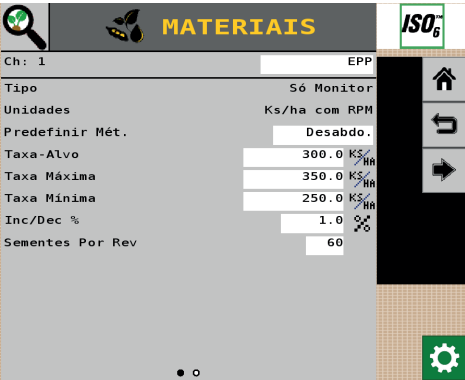 MATERIAIS
ISO™6
Ch: 1 EPP
Tipo Só Monitor
Unidades Ks/ha com RPM
Predefinir Mét. Desabdo.
Taxa-Alvo 300.0 KS/HA
Taxa Máxima 350.0 KS/HA
Taxa Mínima 250.0 KS/HA
Inc/Dec % 1.0 %
Sementes Por Rev 60